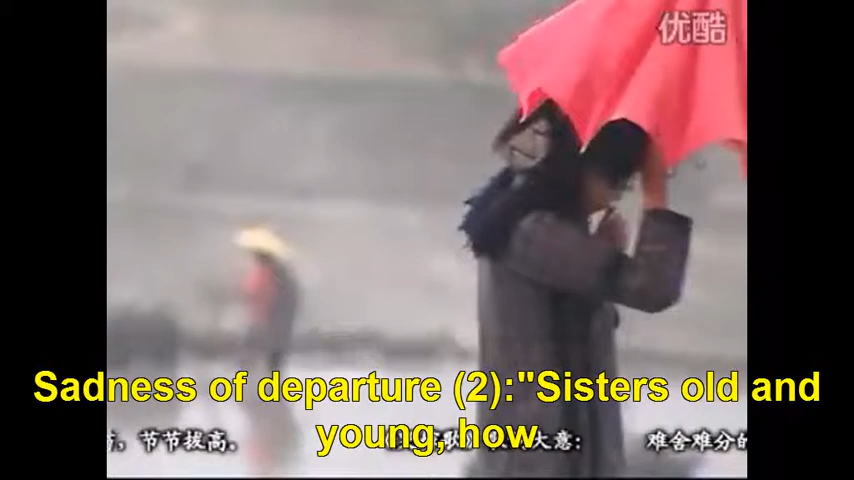 优酷
Sadness of departure (2):"Sisters old and
young, how
，节节拔高。 大意： 难舍难分的